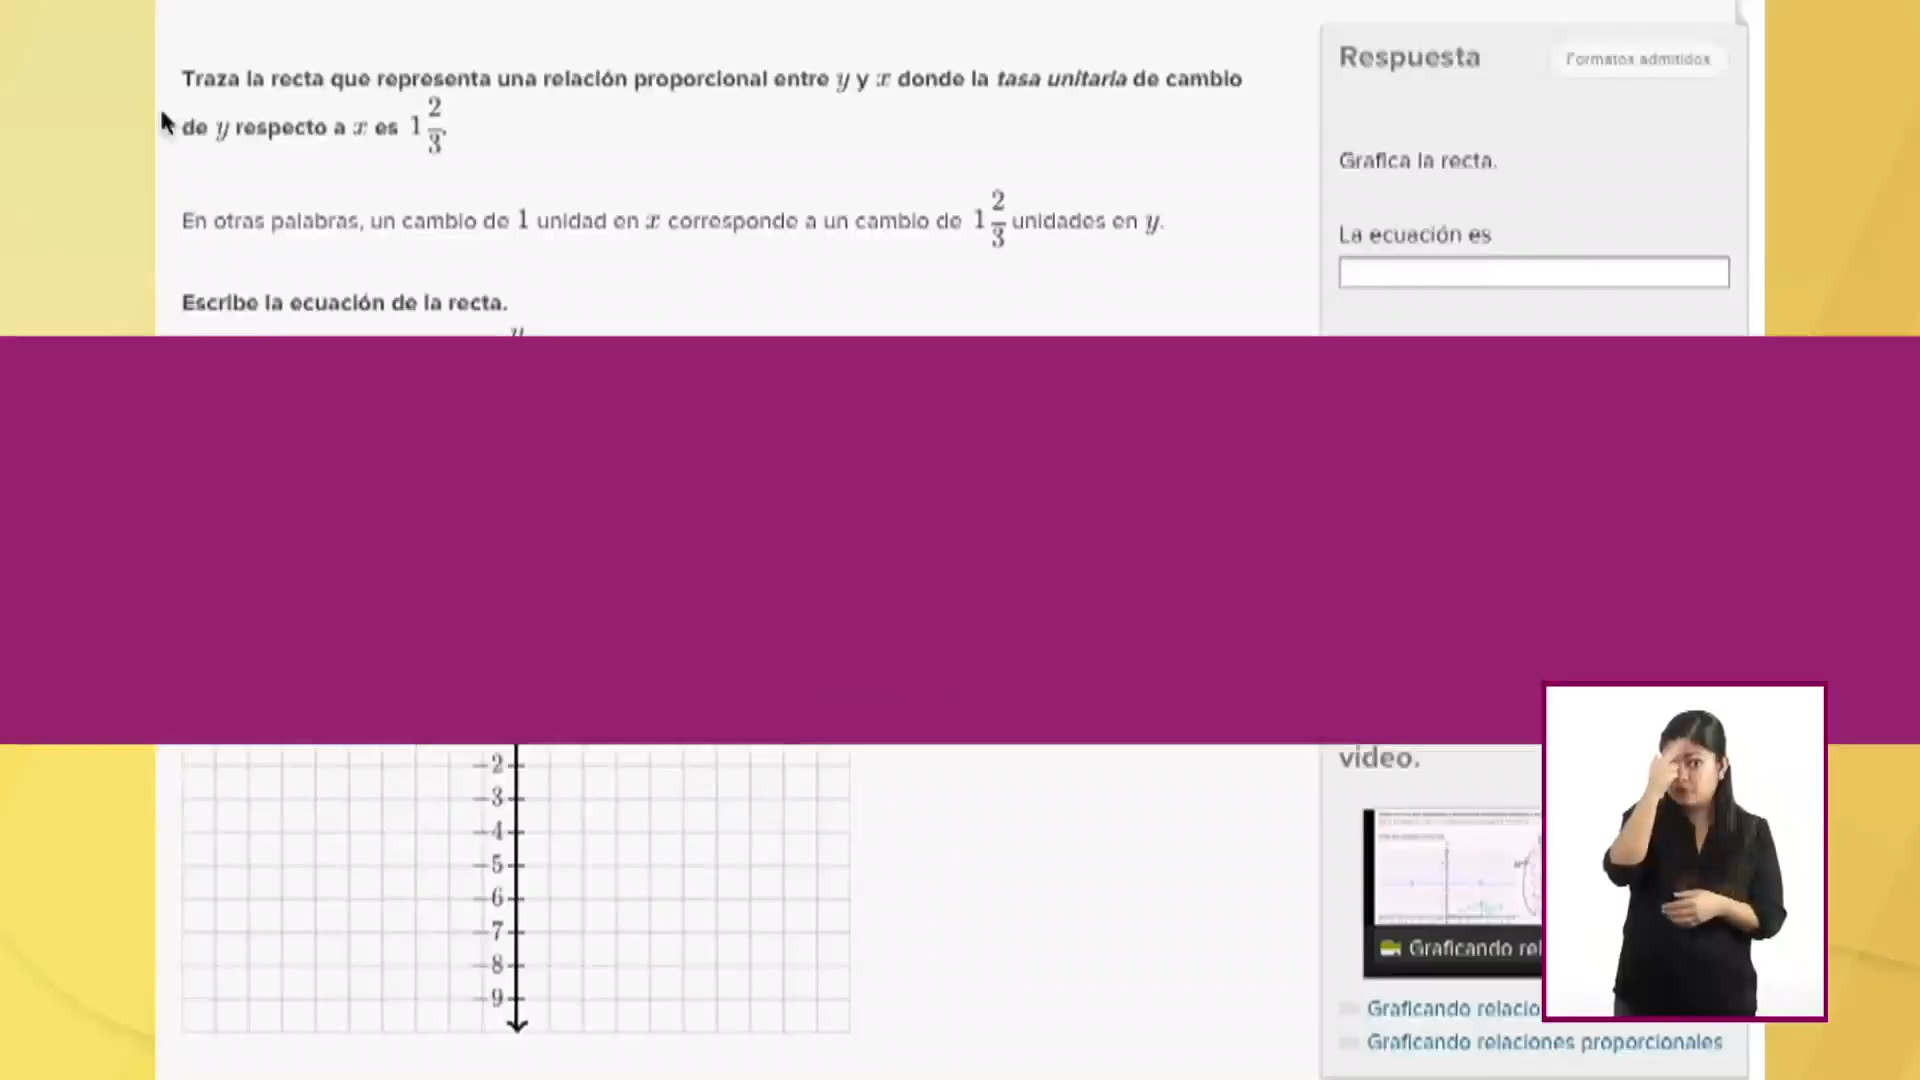 Traza la recta que representa una relación proporcional entre y y x donde la tasa unitaria de cambio
de y respecto a x es 1 2/3.
En otras palabras, un cambio de 1 unidad en x corresponde a un cambio de 1 2/3 unidades en y.
Escribe la ecuación de la recta.
y
-2
-3
-4
-5
-6
-7
-8
-9
Respuesta
Formatos admitidos
Grafica la recta.
La ecuación es
video.
Graficando rel
Graficando relacio
Graficando relaciones proporcionales